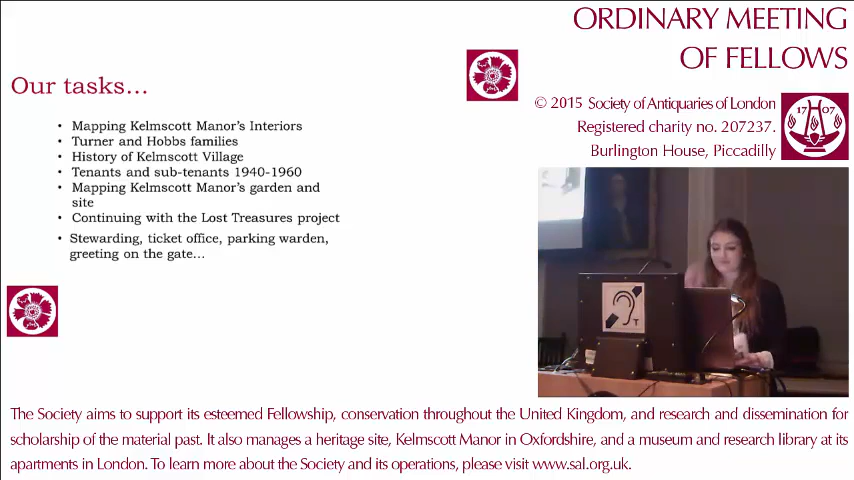 ORDINARY MEETING
OF FELLOWS
Our tasks...
• Mapping Kelmscott Manor's Interiors
• Turner and Hobbs families
• History of Kelmscott Village
• Tenants and sub-tenants 1940-1960
• Mapping Kelmscott Manor's garden and
site
• Continuing with the Lost Treasures project
• Stewarding, ticket office, parking warden,
greeting on the gate...
© 2015 Society of Antiquaries of London
Registered charity no. 207237.
Burlington House, Piccadilly
17 07
T
The Society aims to support its esteemed Fellowship, conservation throughout the United Kingdom, and research and dissemination for
scholarship of the material past. It also manages a heritage site, Kelmscott Manor in Oxfordshire, and a museum and research library at its
apartments in London. To learn more about the Society and its operations, please visit www.sal.org.uk.